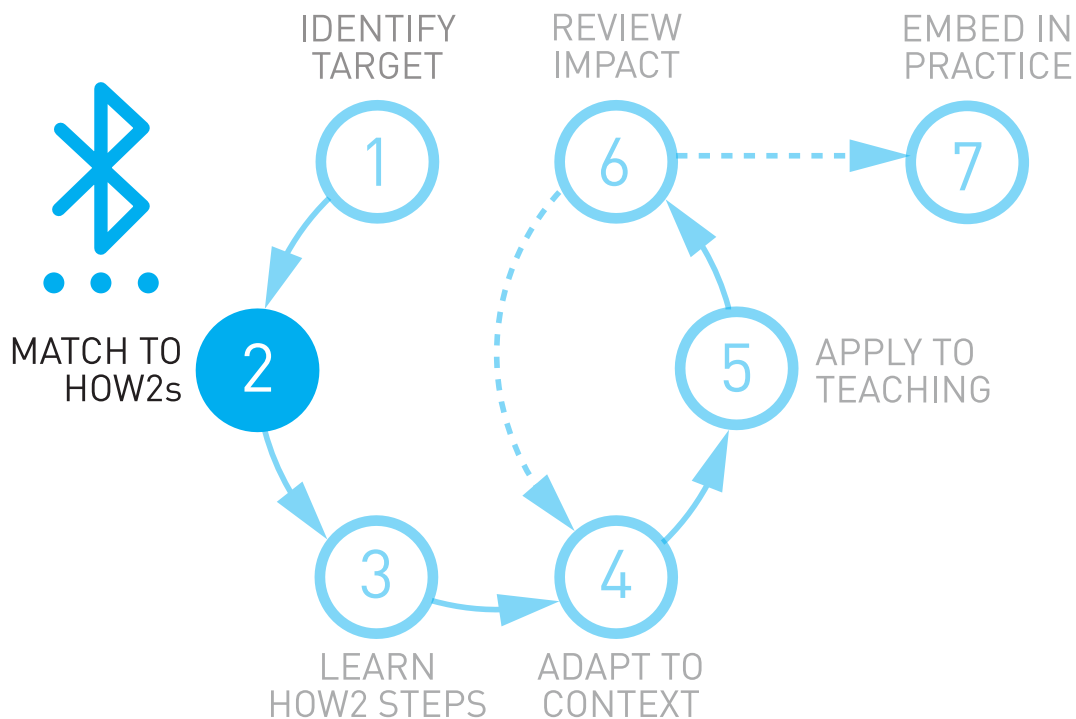 IDENTIFY
TARGET
1
REVIEW
IMPACT
6
EMBED IN
PRACTICE
7
MATCH TO
HOW2s
2
5
APPLY TO
TEACHING
3
LEARN
HOW2 STEPS
4
ADAPT TO
CONTEXT